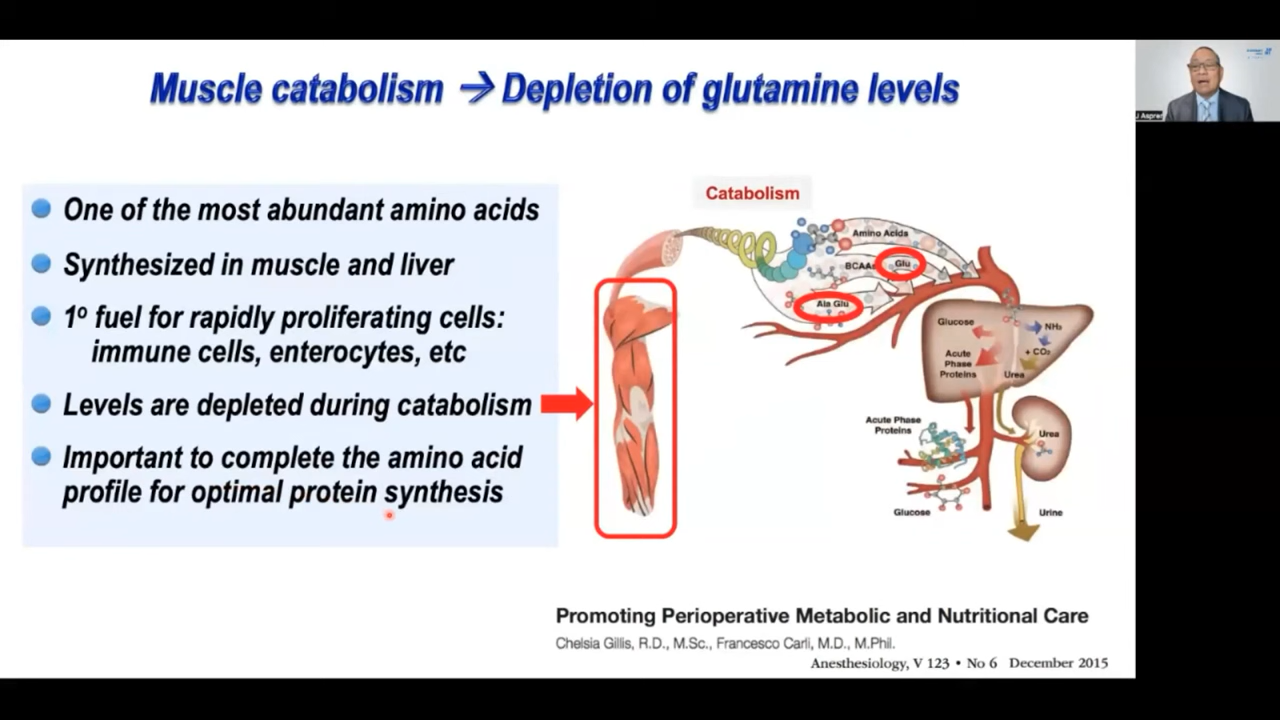 Muscle catabolism → Depletion of glutamine levels
One of the most abundant amino acids
Synthesized in muscle and liver
1º fuel for rapidly proliferating cells:
immune cells, enterocytes, etc
Levels are depleted during catabolism
Important to complete the amino acid
profile for optimal protein synthesis
Catabolism
Amino Acids
BCAAs
Glu
Ala Glu
Glucose
NH₃
+ CO₂
Acute
Phase
Proteins
Urea
Acute Phase
Proteins
Urea
Glucose
Urine
Promoting Perioperative Metabolic and Nutritional Care
Chelsia Gillis, R.D., M.Sc., Francesco Carli, M.D., M.Phil.
Anesthesiology, V 123 • No 6 December 2015